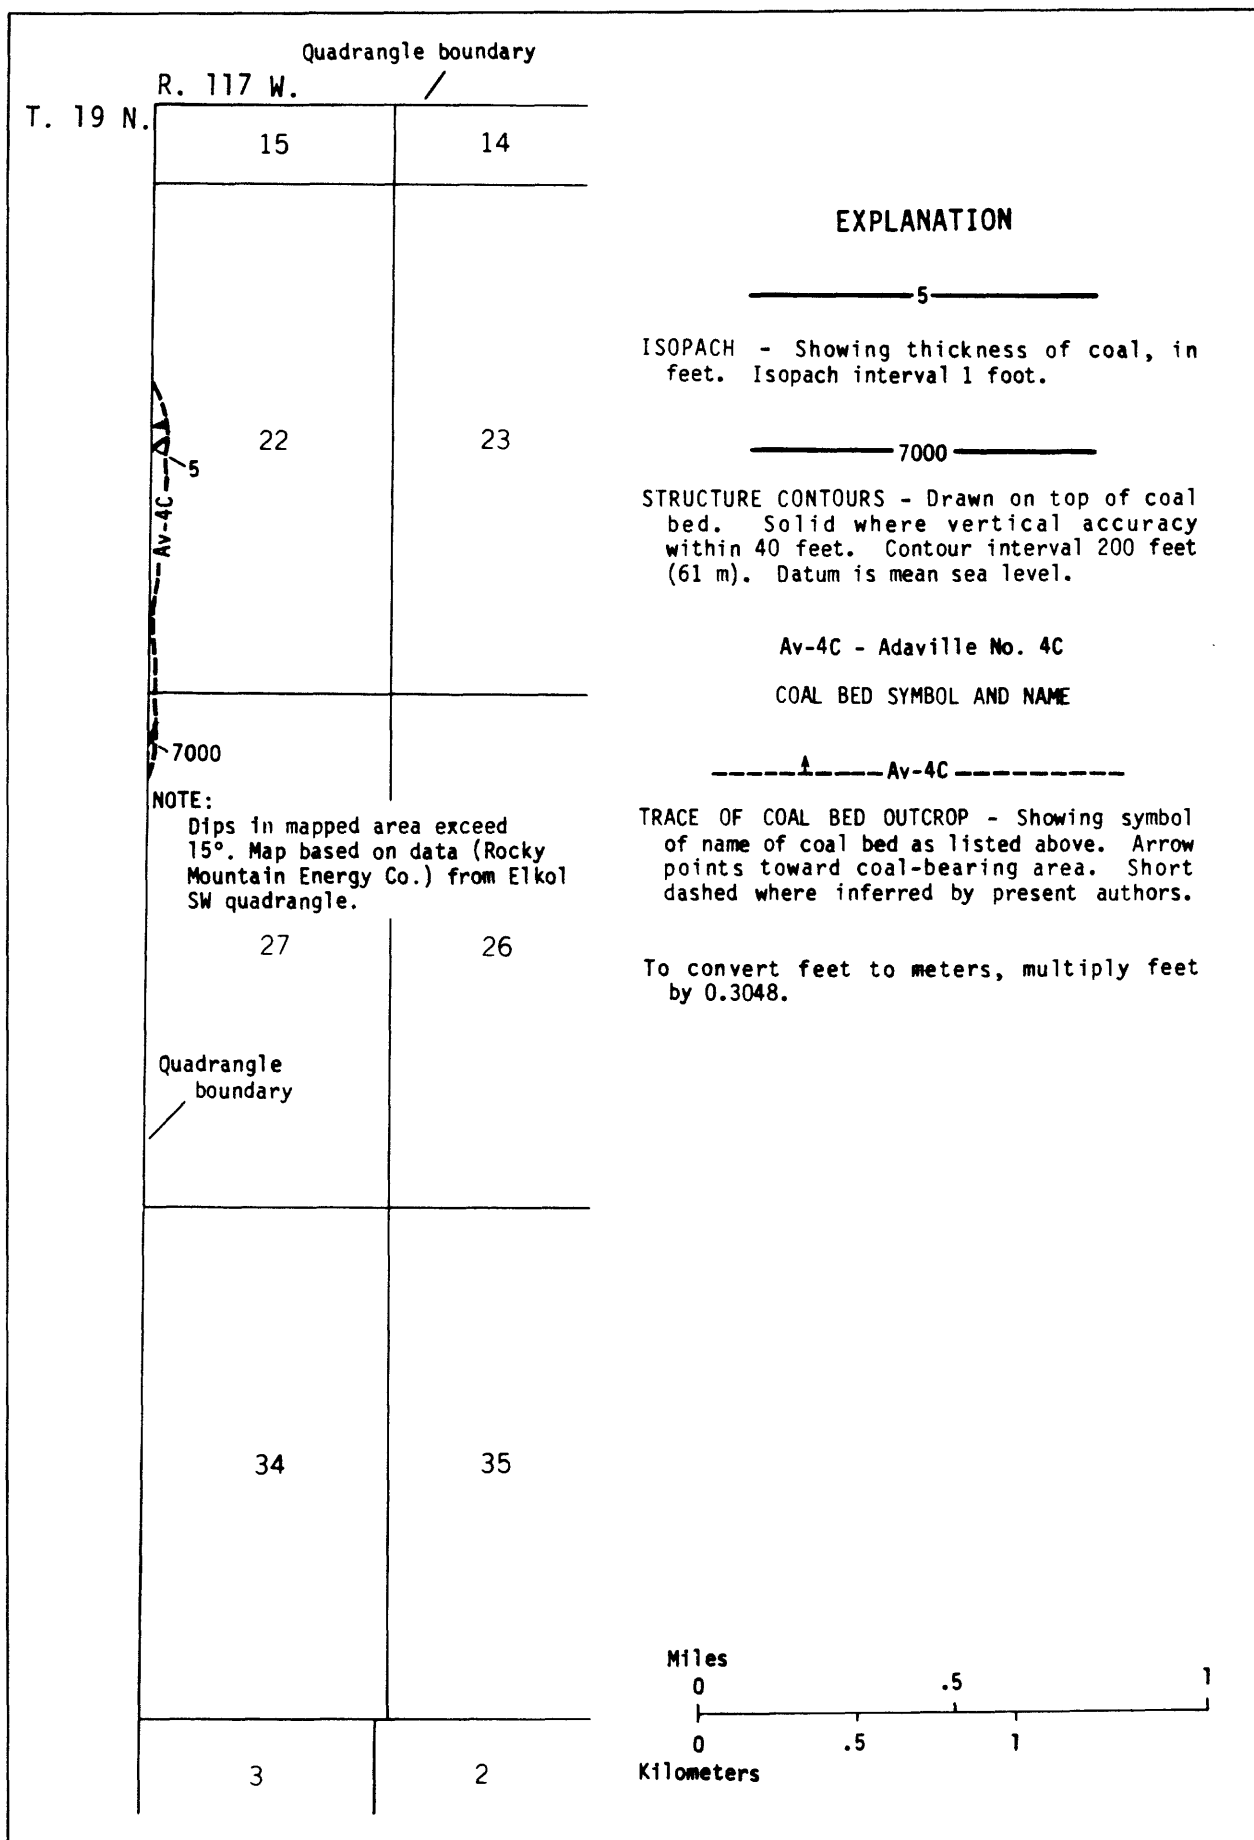 Quadrangle boundary
R. 117 W.
T. 19 N.
15
14
22
23
5
Av-4C
7000
NOTE:
Dips in mapped area exceed
15°. Map based on data (Rocky
Mountain Energy Co.) from Elkol
SW quadrangle.
27
26
Quadrangle
boundary
34
35
3
2
EXPLANATION
5
ISOPACH - Showing thickness of coal, in
feet. Isopach interval 1 foot.
7000
STRUCTURE CONTOURS - Drawn on top of coal
bed. Solid where vertical accuracy
within 40 feet. Contour interval 200 feet
(61 m). Datum is mean sea level.
Av-4C - Adaville No. 4C
COAL BED SYMBOL AND NAME
Av-4C
TRACE OF COAL BED OUTCROP - Showing symbol
of name of coal bed as listed above. Arrow
points toward coal-bearing area. Short
dashed where inferred by present authors.
To convert feet to meters, multiply feet
by 0.3048.
Miles
0 .5 1
0 .5 1
Kilometers